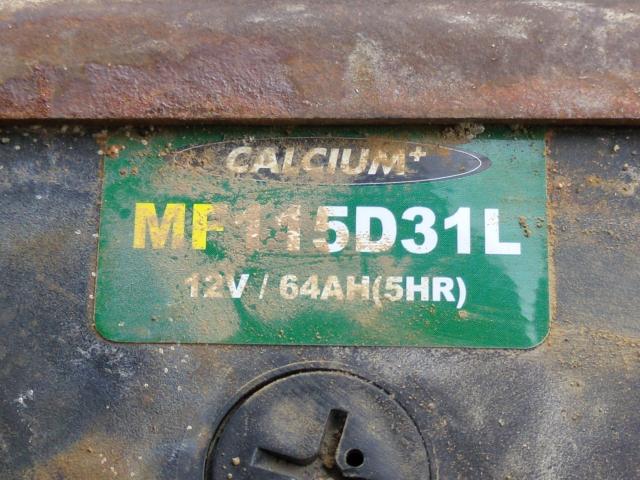 CALCIUM+
MF115D31L
12V / 64AH(5HR)